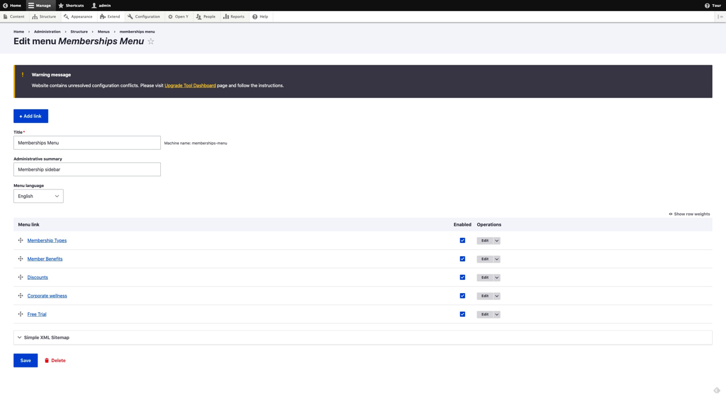 Home Manage Shortcuts admin Tour
Content Structure Appearance Extend Configuration Open Y People Reports Help
Home Administration Structure Menus memberships menu
Edit menu Memberships Menu
Warning message
Website contains unresolved configuration conflicts. Please visit Upgrade Tool Dashboard page and follow the instructions.
+ Add link
Title*
Memberships Menu Machine name: memberships-menu
Administrative summary
Membership sidebar
Menu language
English
Show row weights
Menu link Enabled Operations
Membership Types Edit
Member Benefits Edit
Discounts Edit
Corporate wellness Edit
Free Trial Edit
Simple XML Sitemap
Save Delete